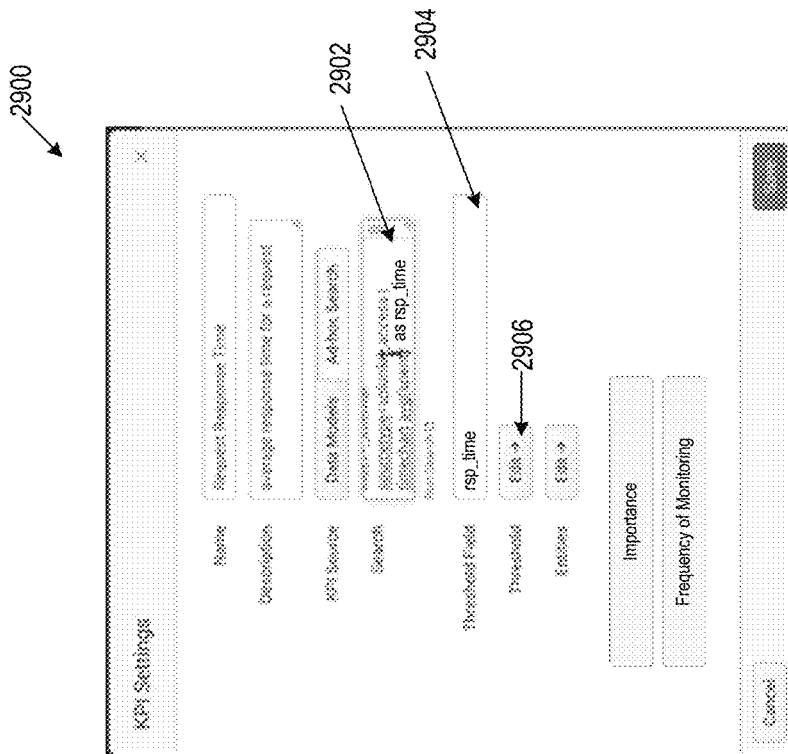 2900
KPI Settings ×
Name Request Response Time
Description average response time for a request
KPI Source Data Models Ad-hoc Search
Search
as rsp_time
2902
Threshold Field rsp_time
2904
Threshold Edit →
2906
Entities Edit →
Importance
Frequency of Monitoring
Cancel